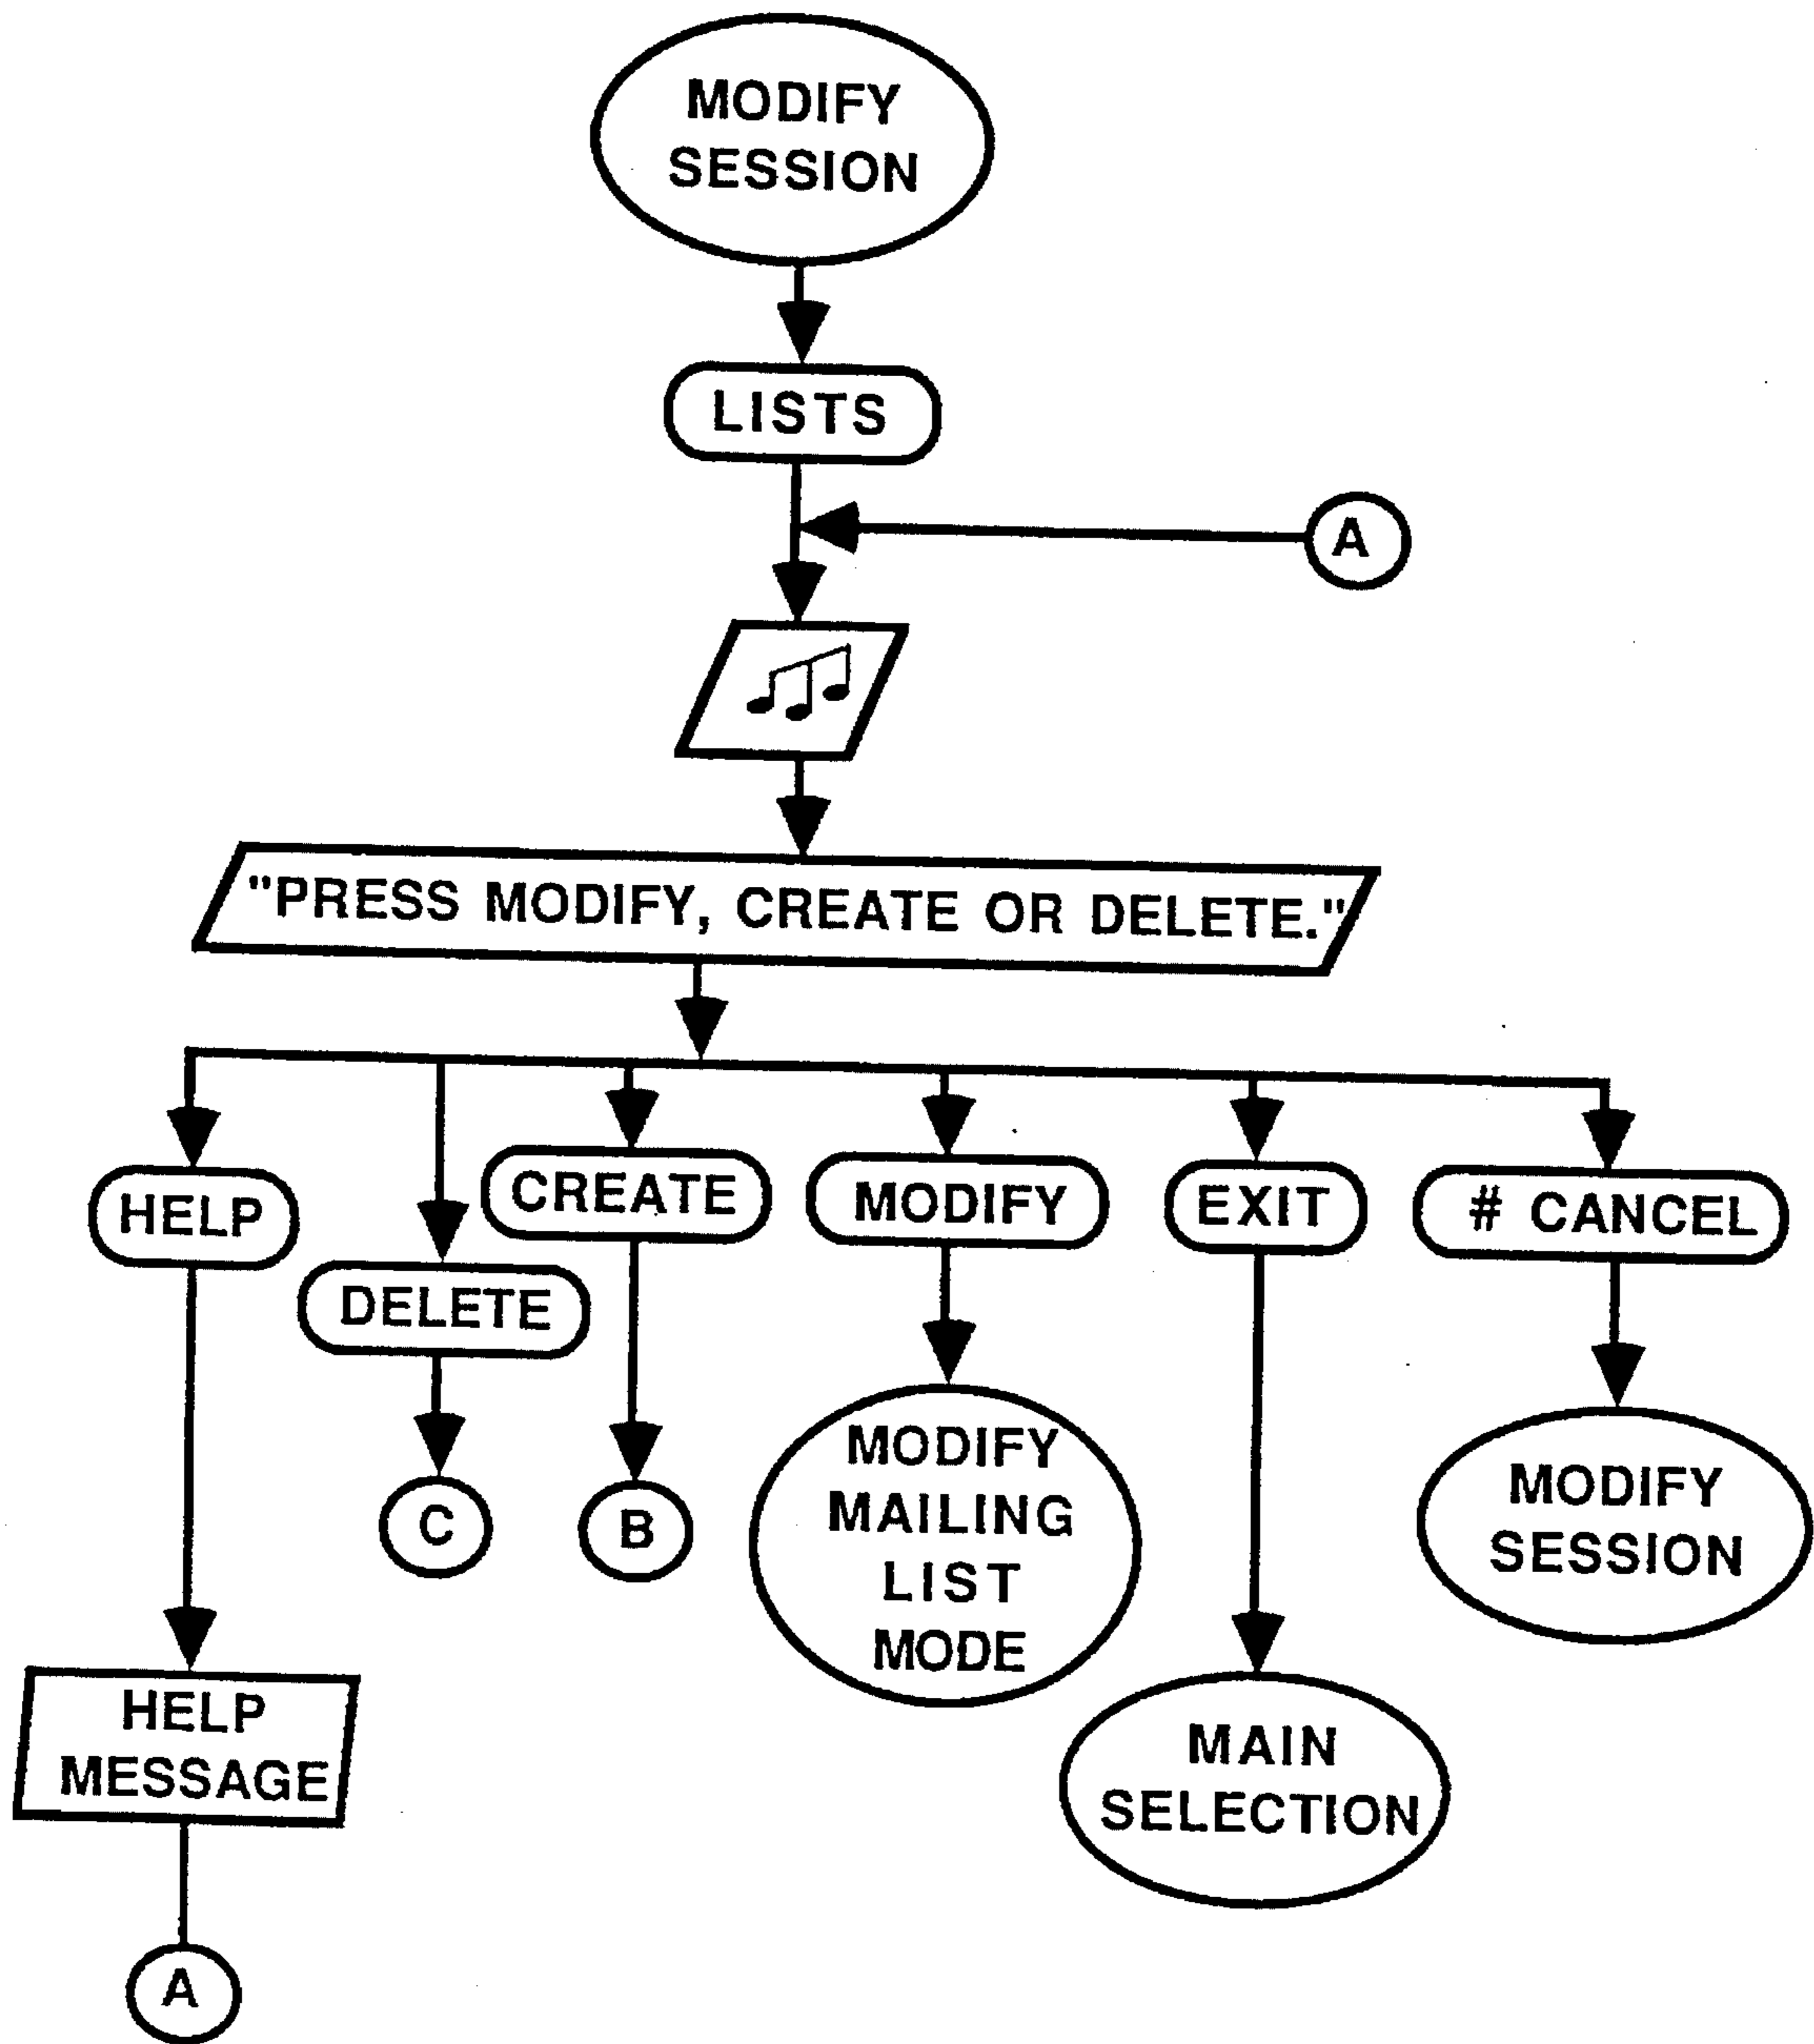 MODIFY
SESSION
LISTS
A
"PRESS MODIFY, CREATE OR DELETE."
HELP
DELETE
CREATE
MODIFY
EXIT
# CANCEL
C
B
MODIFY
MAILING
LIST
MODE
MODIFY
SESSION
HELP
MESSAGE
MAIN
SELECTION
A